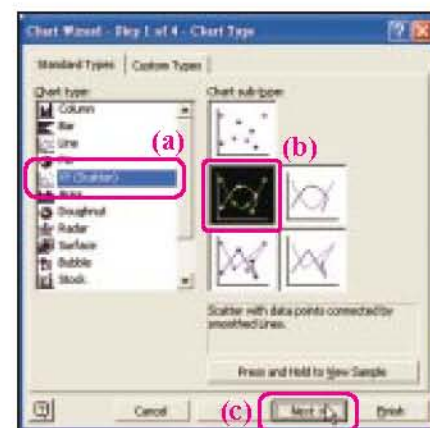 Chart Wizard - Step 1 of 4 - Chart Type
Standard Types
Custom Types
Chart type:
Column
Bar
Line
Pie
XY (Scatter)
Area
Doughnut
Radar
Surface
Bubble
Stock
(a)
Chart sub-type:
(b)
Scatter with data points connected by
smoothed Lines.
Press and Hold to View Sample
Cancel
(c)
Next >
Finish